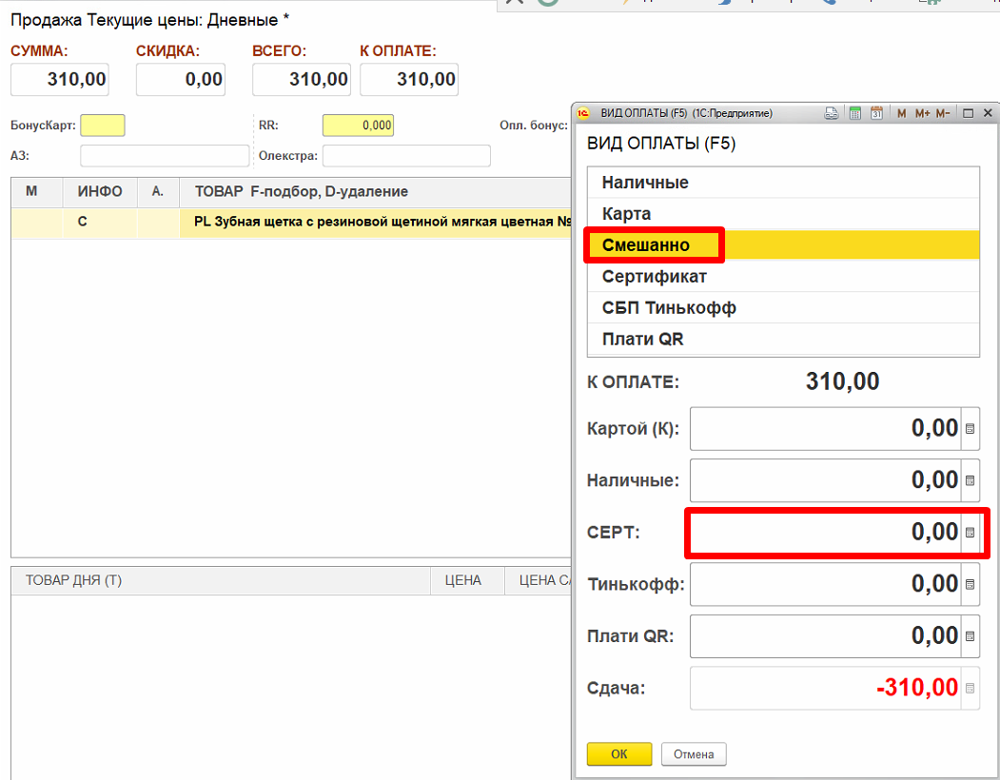 Продажа Текущие цены: Дневные *
СУММА: СКИДКА: ВСЕГО: К ОПЛАТЕ:
310,00 0,00 310,00 310,00
БонусКарт: RR: 0,000 Опл. бонус:
АЗ: Олекстра:
М ИНФО А. ТОВАР F-подбор, D-удаление
С PL Зубная щетка с резиновой щетиной мягкая цветная №
ТОВАР ДНЯ (Т) ЦЕНА ЦЕНА
ВИД ОПЛАТЫ (F5) (1С:Предприятие) M M+ M-
ВИД ОПЛАТЫ (F5)
Наличные
Карта
Смешанно
Сертификат
СБП Тинькофф
Плати QR
К ОПЛАТЕ: 310,00
Картой (К): 0,00
Наличные: 0,00
СЕРТ: 0,00
Тинькофф: 0,00
Плати QR: 0,00
Сдача: -310,00
ОК Отмена